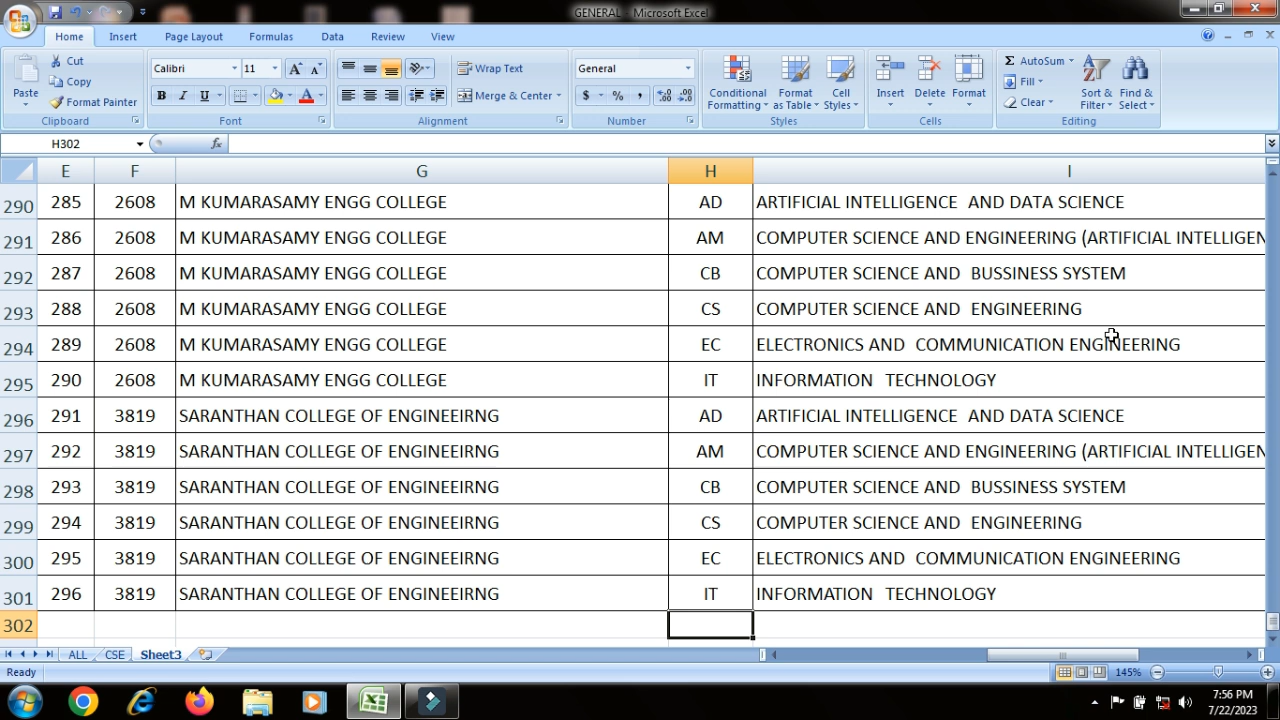 GENERAL - Microsoft Excel
Home Insert Page Layout Formulas Data Review View
Paste
Cut
Copy
Format Painter
Clipboard
Calibri 11
B I U
Font
Wrap Text
Merge & Center
Alignment
General
$ % ,
Number
Conditional Formatting
Format as Table
Cell Styles
Styles
Insert Delete Format
Cells
Σ AutoSum
Fill
Clear
Sort & Filter
Find & Select
Editing
H302 fx
E F G H I
290 285 2608 M KUMARASAMY ENGG COLLEGE AD ARTIFICIAL INTELLIGENCE AND DATA SCIENCE
291 286 2608 M KUMARASAMY ENGG COLLEGE AM COMPUTER SCIENCE AND ENGINEERING (ARTIFICIAL INTELLIGEN
292 287 2608 M KUMARASAMY ENGG COLLEGE CB COMPUTER SCIENCE AND BUSSINESS SYSTEM
293 288 2608 M KUMARASAMY ENGG COLLEGE CS COMPUTER SCIENCE AND ENGINEERING
294 289 2608 M KUMARASAMY ENGG COLLEGE EC ELECTRONICS AND COMMUNICATION ENGINEERING
295 290 2608 M KUMARASAMY ENGG COLLEGE IT INFORMATION TECHNOLOGY
296 291 3819 SARANTHAN COLLEGE OF ENGINEEIRNG AD ARTIFICIAL INTELLIGENCE AND DATA SCIENCE
297 292 3819 SARANTHAN COLLEGE OF ENGINEEIRNG AM COMPUTER SCIENCE AND ENGINEERING (ARTIFICIAL INTELLIGEN
298 293 3819 SARANTHAN COLLEGE OF ENGINEEIRNG CB COMPUTER SCIENCE AND BUSSINESS SYSTEM
299 294 3819 SARANTHAN COLLEGE OF ENGINEEIRNG CS COMPUTER SCIENCE AND ENGINEERING
300 295 3819 SARANTHAN COLLEGE OF ENGINEEIRNG EC ELECTRONICS AND COMMUNICATION ENGINEERING
301 296 3819 SARANTHAN COLLEGE OF ENGINEEIRNG IT INFORMATION TECHNOLOGY
302
ALL CSE Sheet3
Ready 145%
7:56 PM
7/22/2023